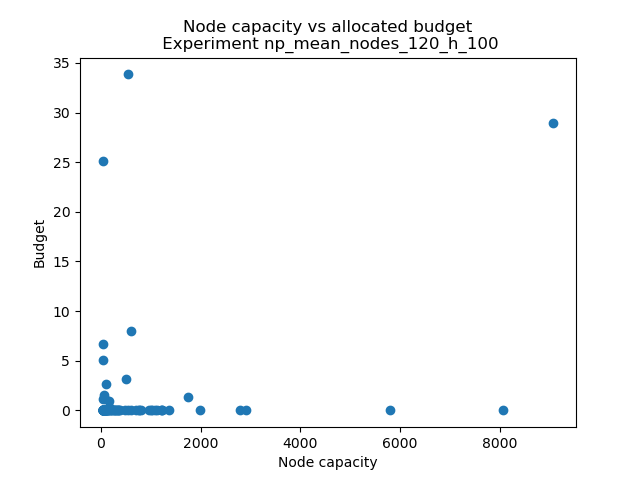 Node capacity vs allocated budget
Experiment np_mean_nodes_120_h_100
35
30
25
20
15
10
5
0
Budget
0 2000 4000 6000 8000
Node capacity